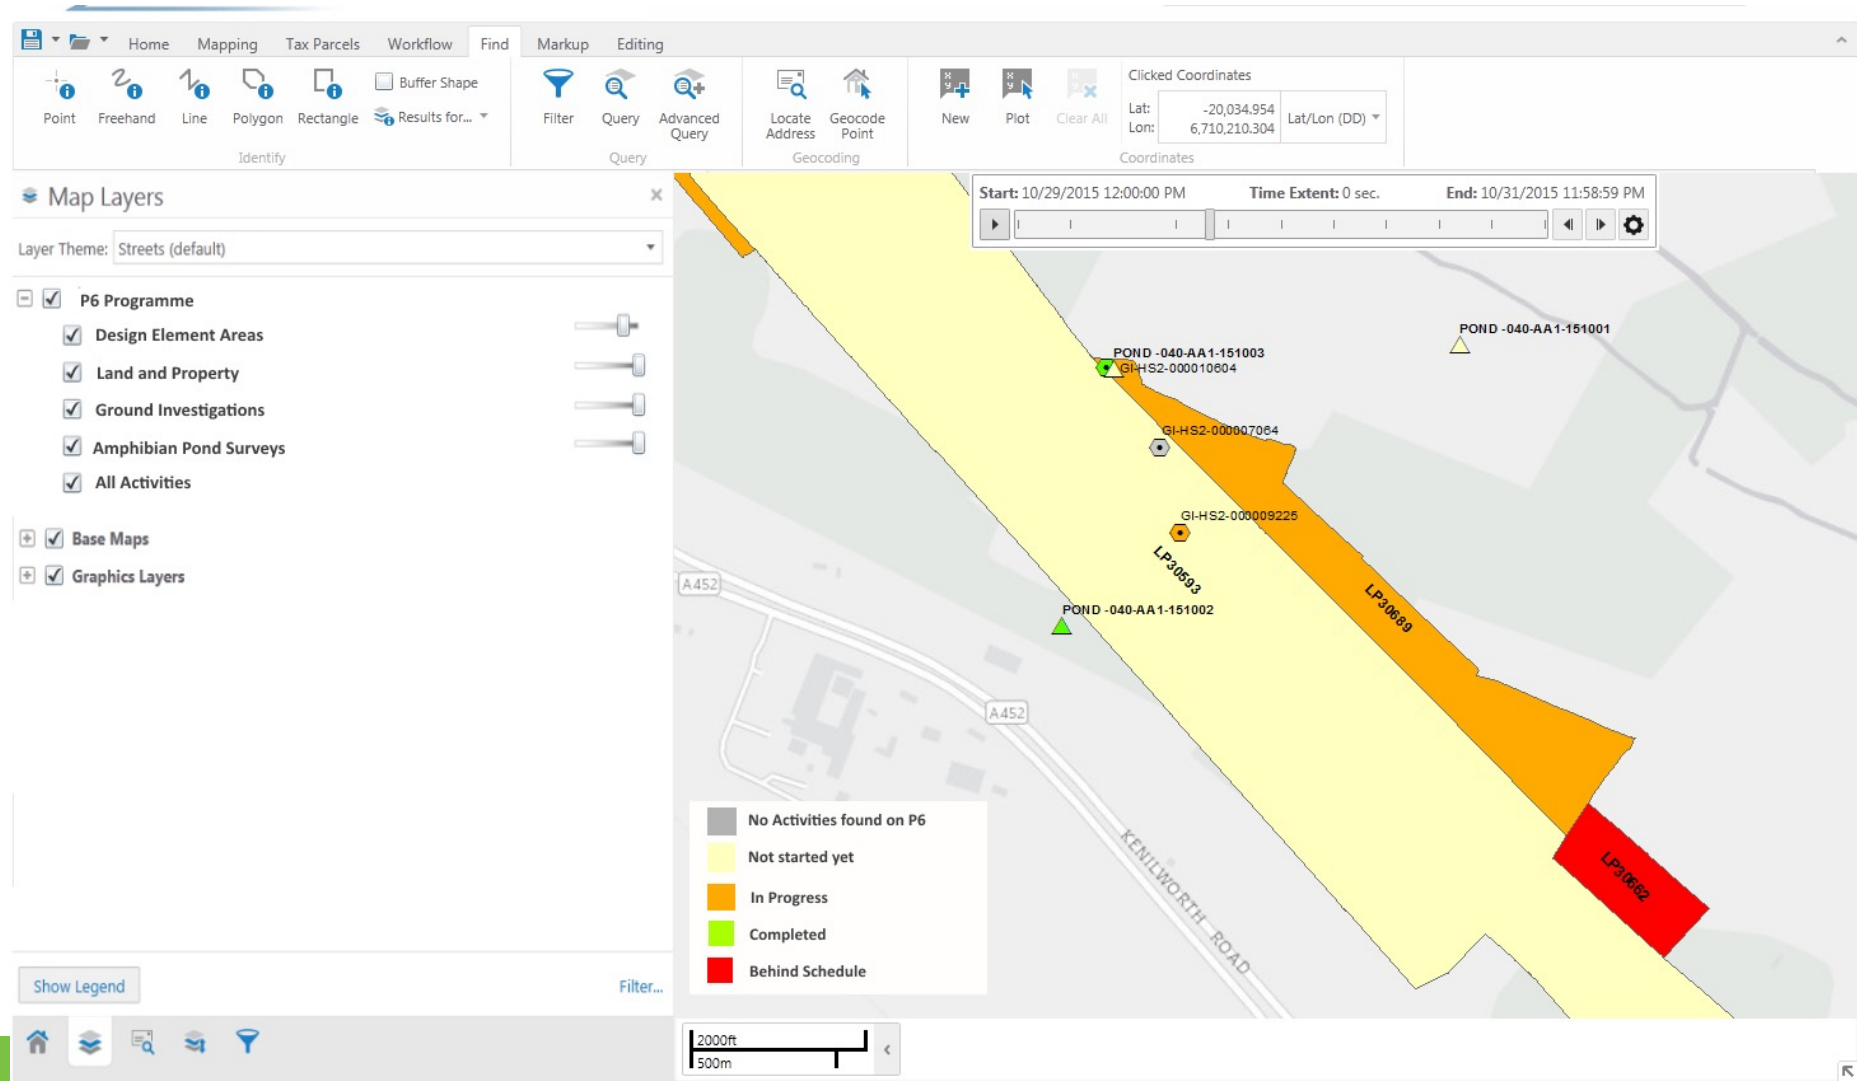 Home Mapping Tax Parcels Workflow Find Markup Editing
Point Freehand Line Polygon Rectangle
Buffer Shape
Results for...
Identify
Filter Query Advanced Query
Query
Locate Address Geocode Point
Geocoding
New Plot Clear All
Clicked Coordinates
Lat: -20,034.954
Lon: 6,710,210.304
Lat/Lon (DD)
Coordinates
Map Layers
Layer Theme: Streets (default)
P6 Programme
Design Element Areas
Land and Property
Ground Investigations
Amphibian Pond Surveys
All Activities
Base Maps
Graphics Layers
Show Legend
Filter...
Start: 10/29/2015 12:00:00 PM Time Extent: 0 sec. End: 10/31/2015 11:58:59 PM
POND -040-AA1-151001
POND -040-AA1-151003
GI-HS2-000010604
GI-HS2-000007064
GI-HS2-000009225
LP30593
LP30689
POND -040-AA1-151002
A452
A452
KENILWORTH ROAD
LP30662
No Activities found on P6
Not started yet
In Progress
Completed
Behind Schedule
2000ft
500m